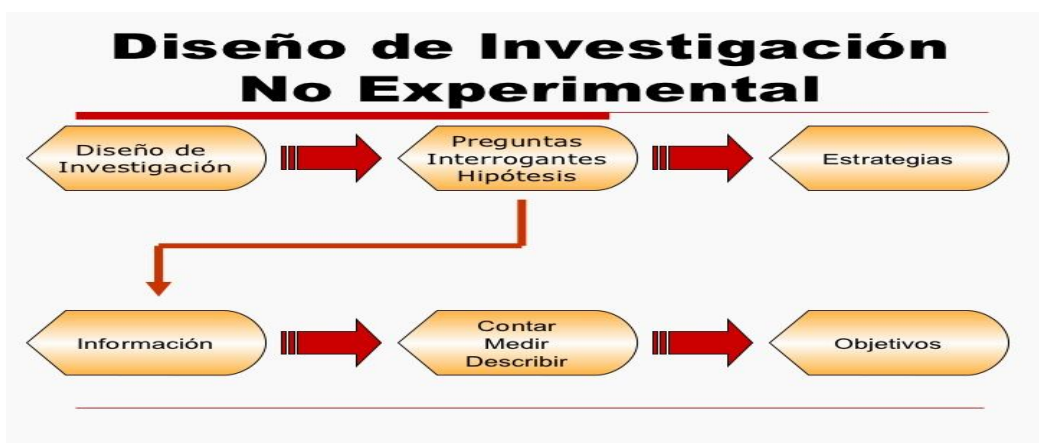 Diseño de Investigación
No Experimental
Diseño de
Investigación
Preguntas
Interrogantes
Hipótesis
Estrategias
Información
Contar
Medir
Describir
Objetivos